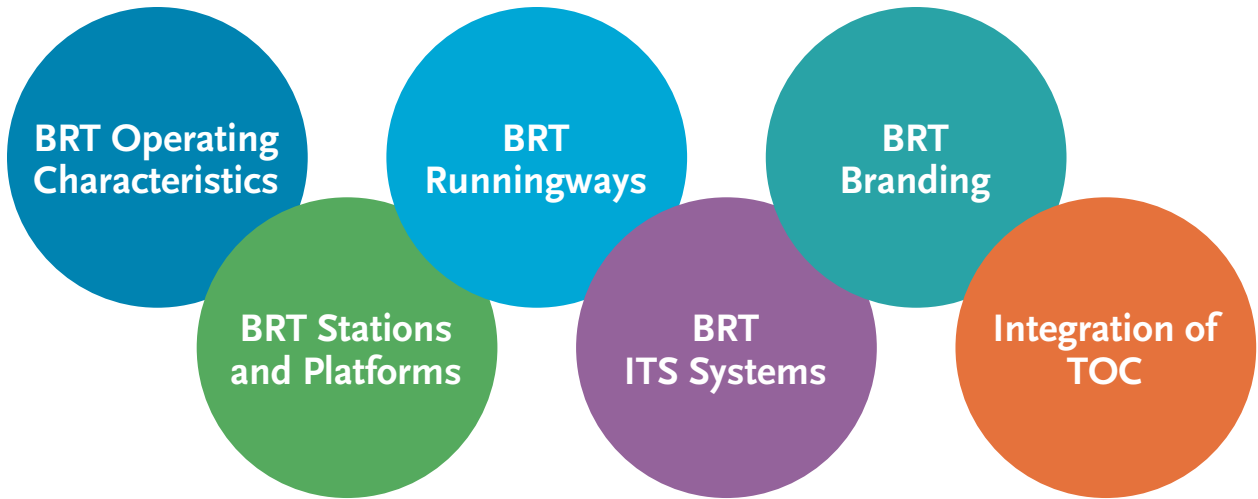 BRT Operating
Characteristics
BRT Stations
and Platforms
BRT
Runningways
BRT
ITS Systems
BRT
Branding
Integration of
TOC